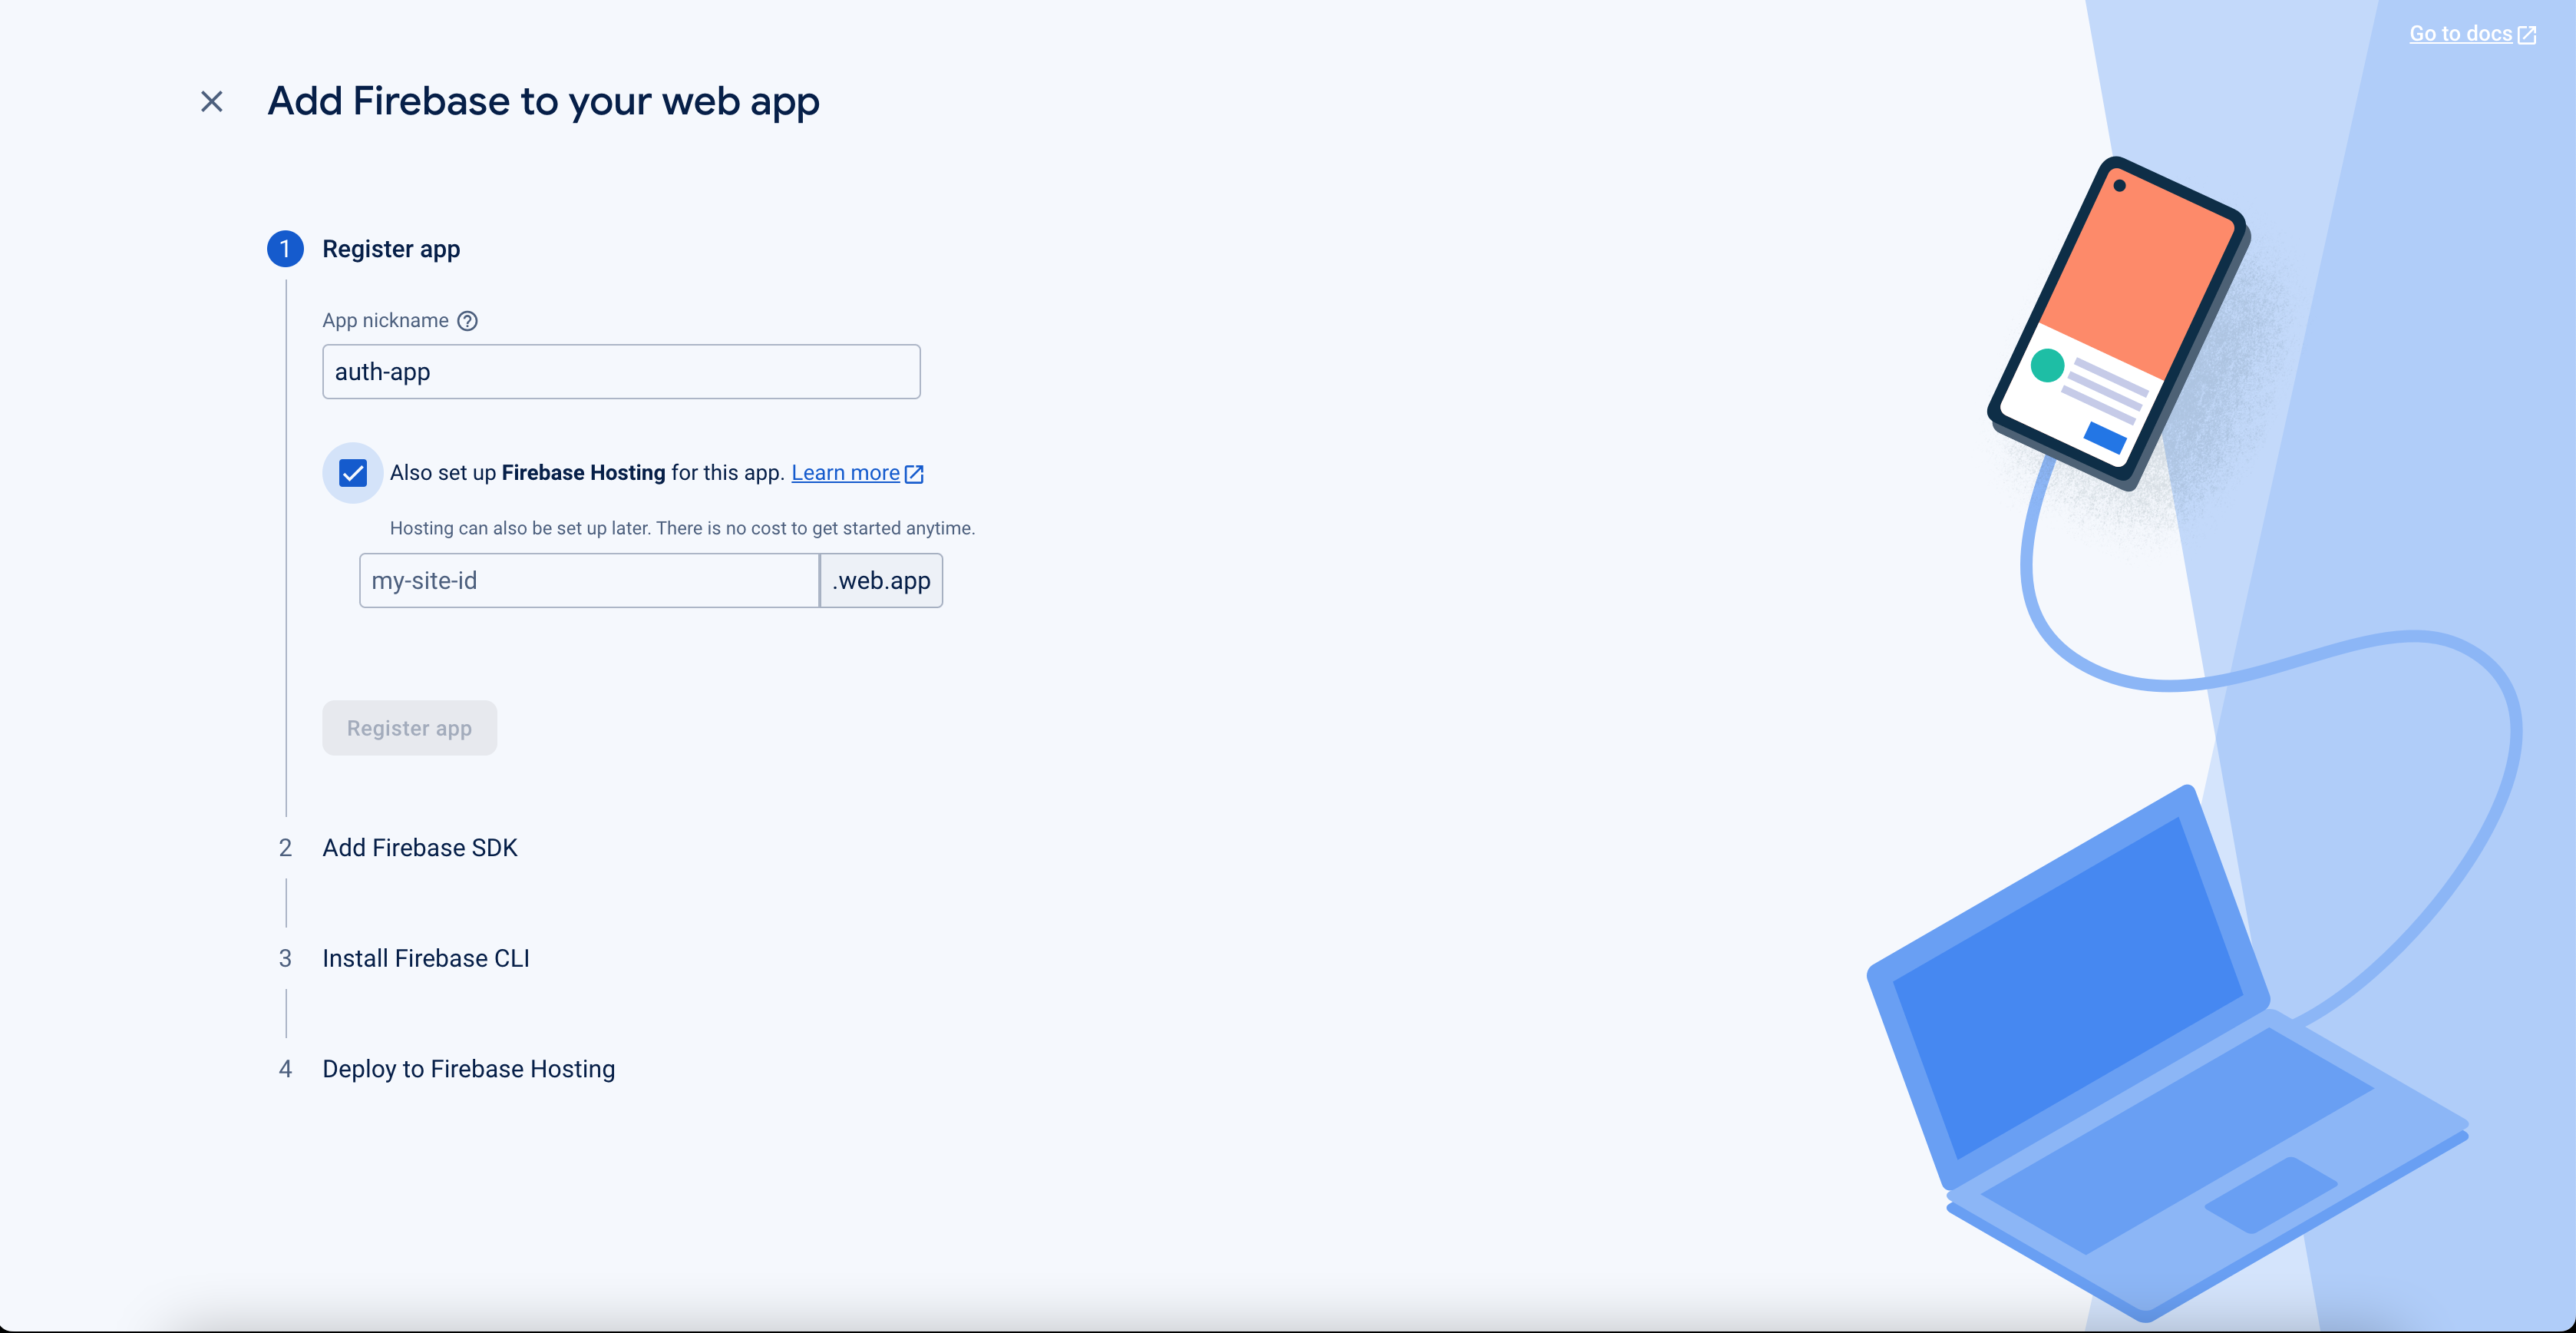 Go to docs
Add Firebase to your web app
1 Register app
App nickname
auth-app
Also set up Firebase Hosting for this app. Learn more
Hosting can also be set up later. There is no cost to get started anytime.
my-site-id .web.app
Register app
2 Add Firebase SDK
3 Install Firebase CLI
4 Deploy to Firebase Hosting